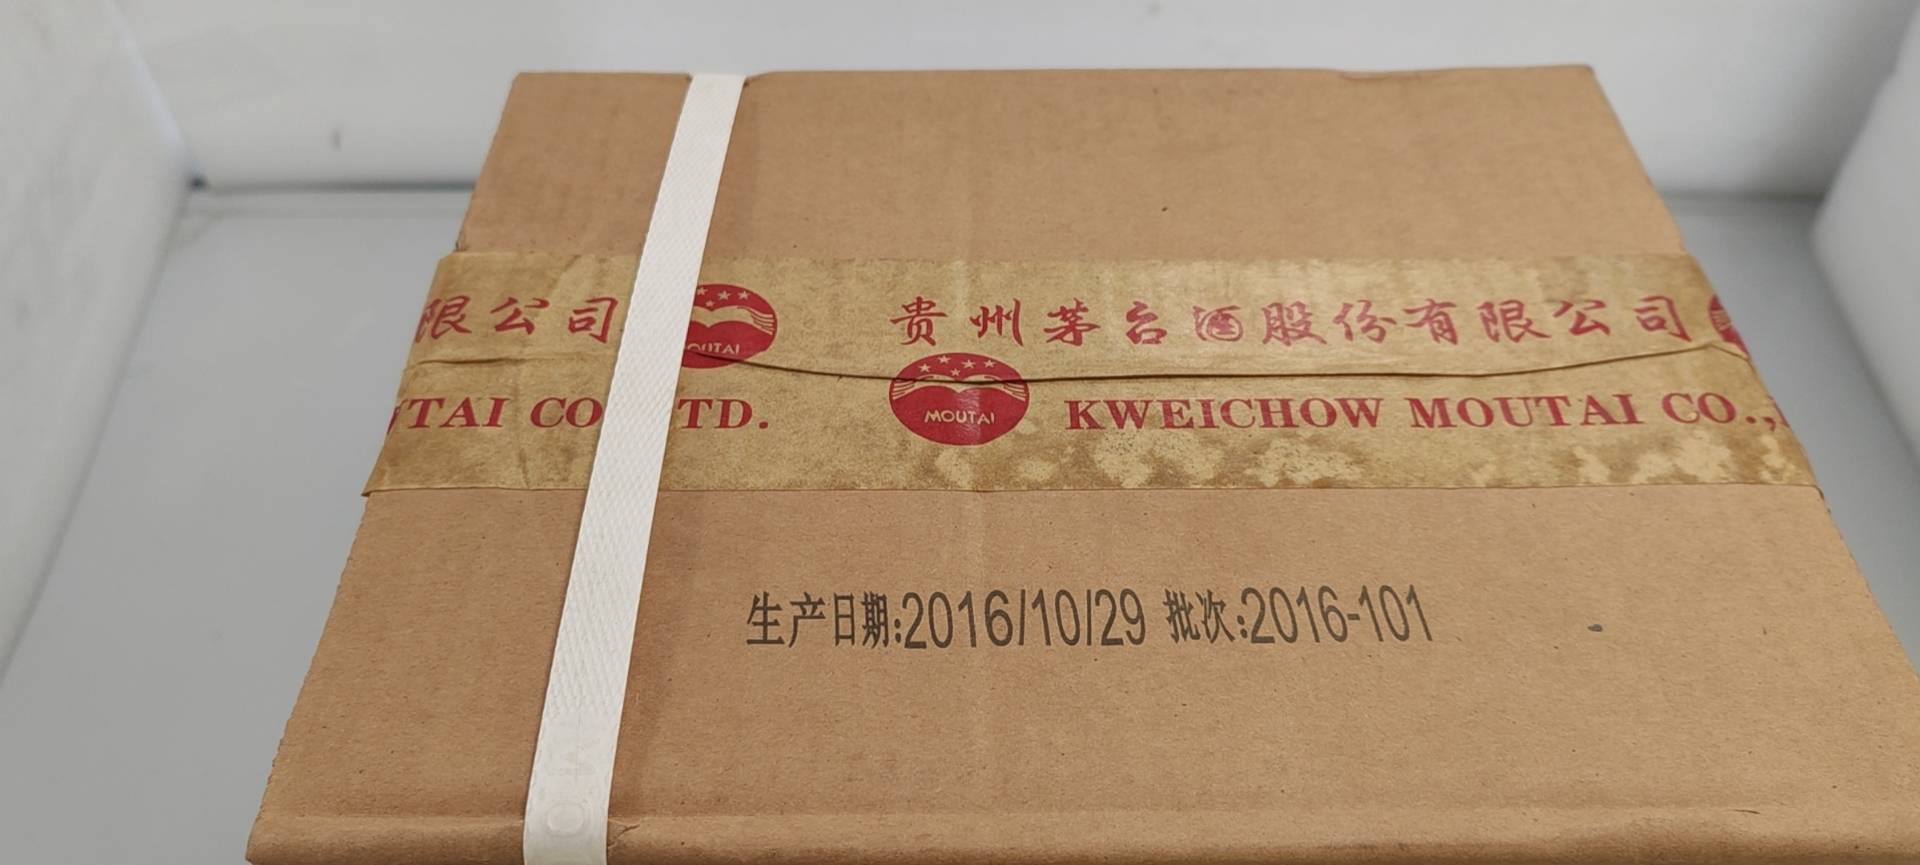 限公司 MOUTAI 贵州茅台酒股份有限公司
TAI CO TD. MOUTAI KWEICHOW MOUTAI CO.,
生产日期:2016/10/29 批次:2016-101